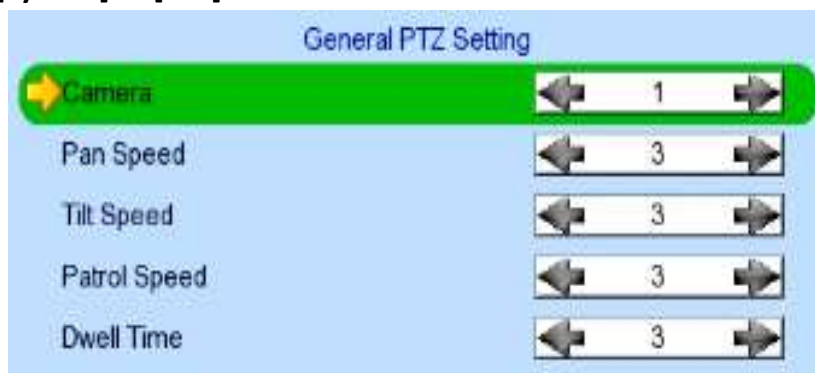 General PTZ Setting
Camera 1
Pan Speed 3
Tilt Speed 3
Patrol Speed 3
Dwell Time 3